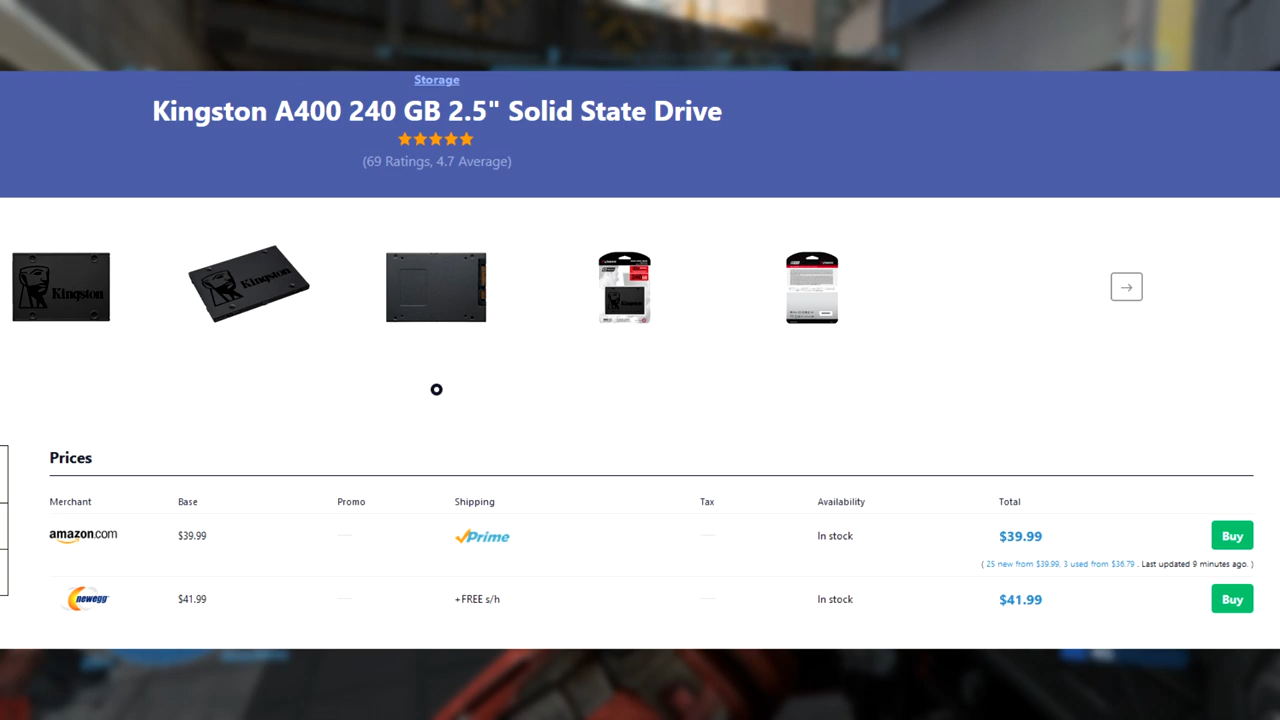 Storage
Kingston A400 240 GB 2.5" Solid State Drive
(69 Ratings, 4.7 Average)
Kingston
Kingston
Prices
Merchant Base Promo Shipping Tax Availability Total
amazon.com $39.99 — Prime — In stock $39.99 Buy
( 25 new from $39.99, 3 used from $36.79 . Last updated 9 minutes ago. )
newegg $41.99 — +FREE s/h — In stock $41.99 Buy